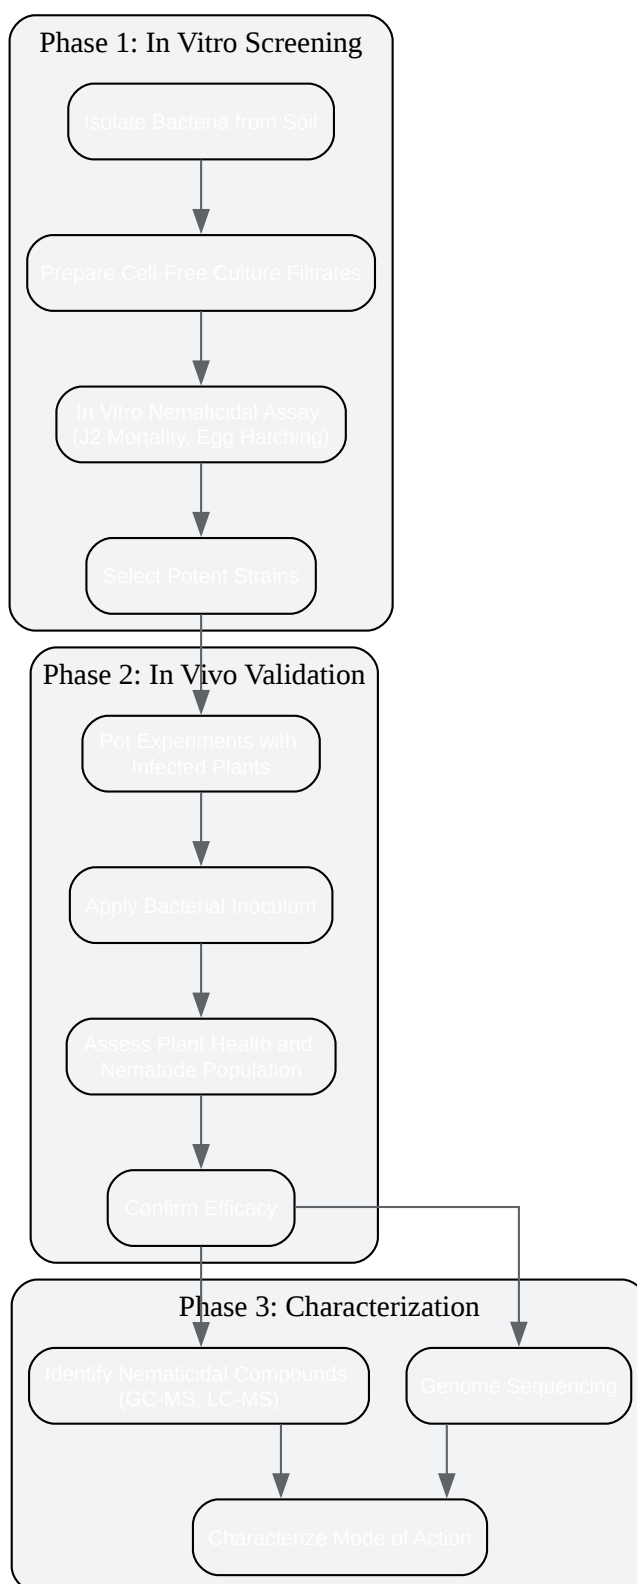 Phase 1: In Vitro Screening
Isolate Bacteria from Soil
Prepare Cell-Free Culture Filtrates
In Vitro Nematicidal Assay
(J2 Mortality, Egg Hatching)
Select Potent Strains
Phase 2: In Vivo Validation
Pot Experiments with
Infected Plants
Apply Bacterial Inoculum
Assess Plant Health and
Nematode Population
Confirm Efficacy
Phase 3: Characterization
Identify Nematicidal Compounds
(GC-MS, LC-MS)
Genome Sequencing
Characterize Mode of Action